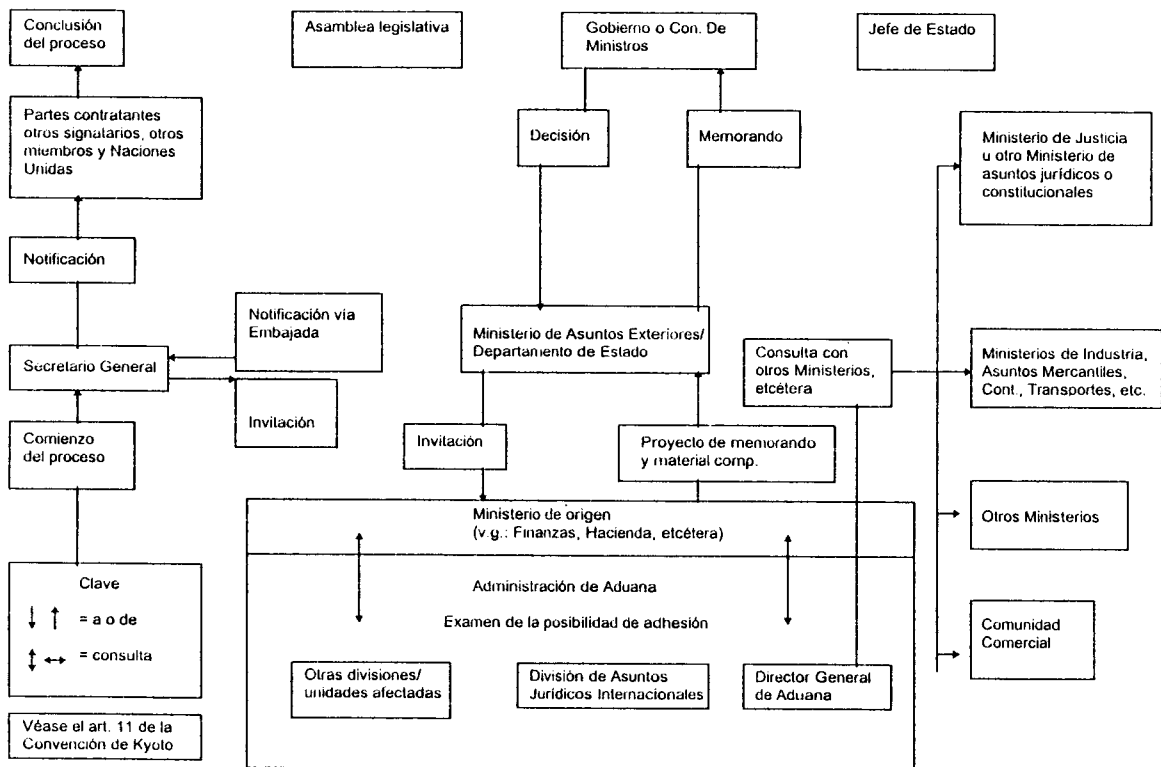 Conclusión
del proceso
Asamblea legislativa
Gobierno o Con. De
Ministros
Jefe de Estado
Partes contratantes
otros signatarios, otros
miembros y Naciones
Unidas
Decisión
Memorando
Ministerio de Justicia
u otro Ministerio de
asuntos jurídicos o
constitucionales
Notificación
Notificación vía
Embajada
Ministerio de Asuntos Exteriores/
Departamento de Estado
Secretario General
Consulta con
otros Ministerios,
etcétera
Ministerios de Industria,
Asuntos Mercantiles,
Cont., Transportes, etc.
Invitación
Comienzo
del proceso
Invitación
Proyecto de memorando
y material comp.
Ministerio de origen
(v.g.: Finanzas, Hacienda, etcétera)
Otros Ministerios
Clave
= a o de
= consulta
Administración de Aduana
Examen de la posibilidad de adhesión
Comunidad
Comercial
Otras divisiones/
unidades afectadas
División de Asuntos
Jurídicos Internacionales
Director General
de Aduana
Véase el art. 11 de la
Convención de Kyoto